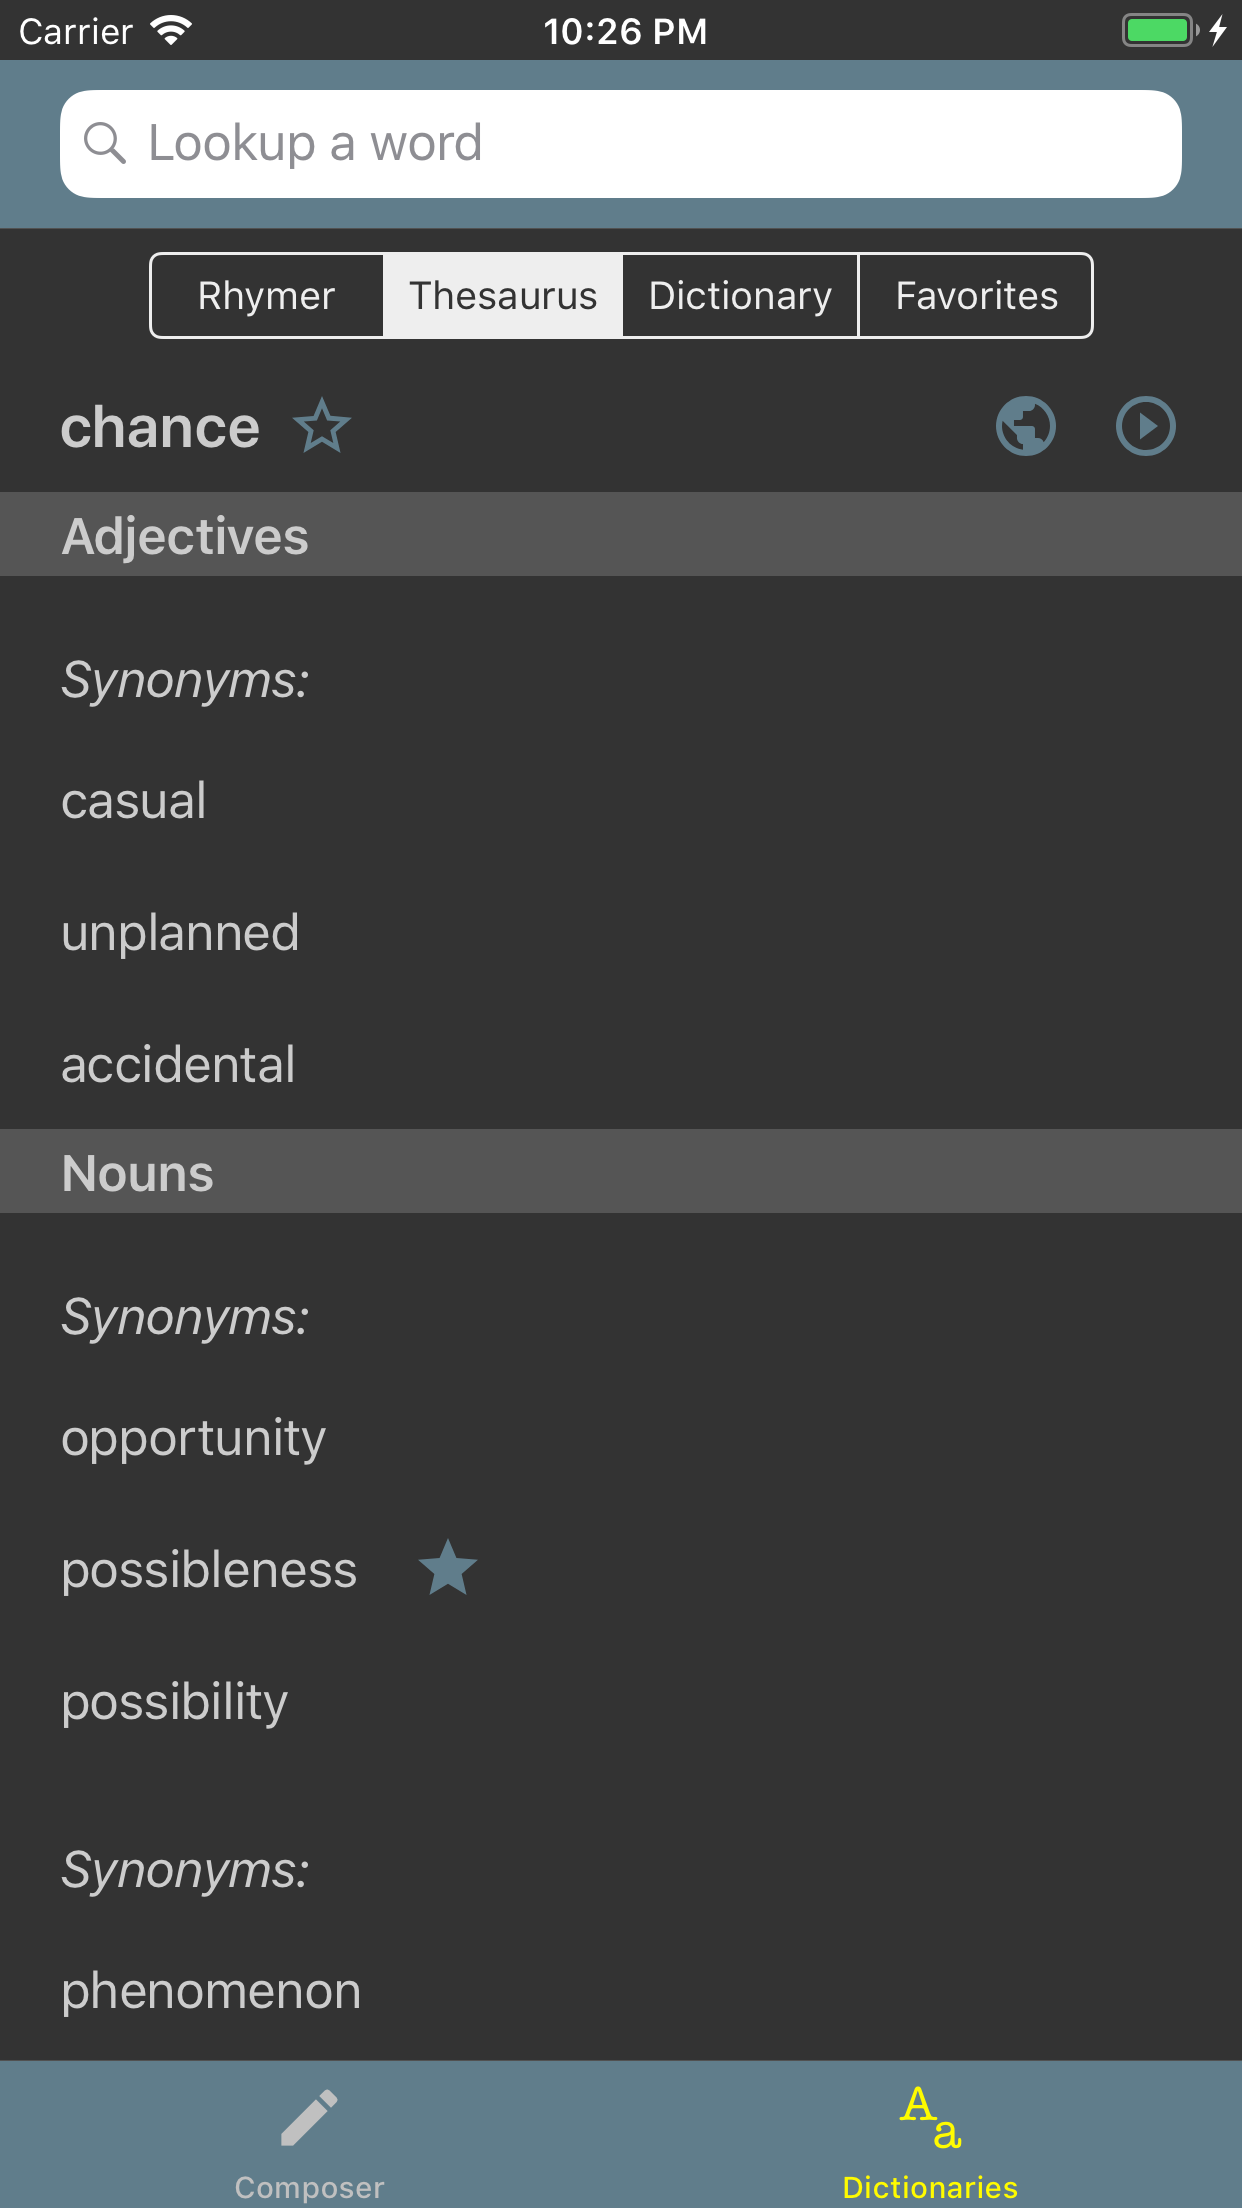 Carrier 10:26 PM
Lookup a word
Rhymer Thesaurus Dictionary Favorites
chance
Adjectives
Synonyms:
casual
unplanned
accidental
Nouns
Synonyms:
opportunity
possibleness
possibility
Synonyms:
phenomenon
Aa
Composer Dictionaries